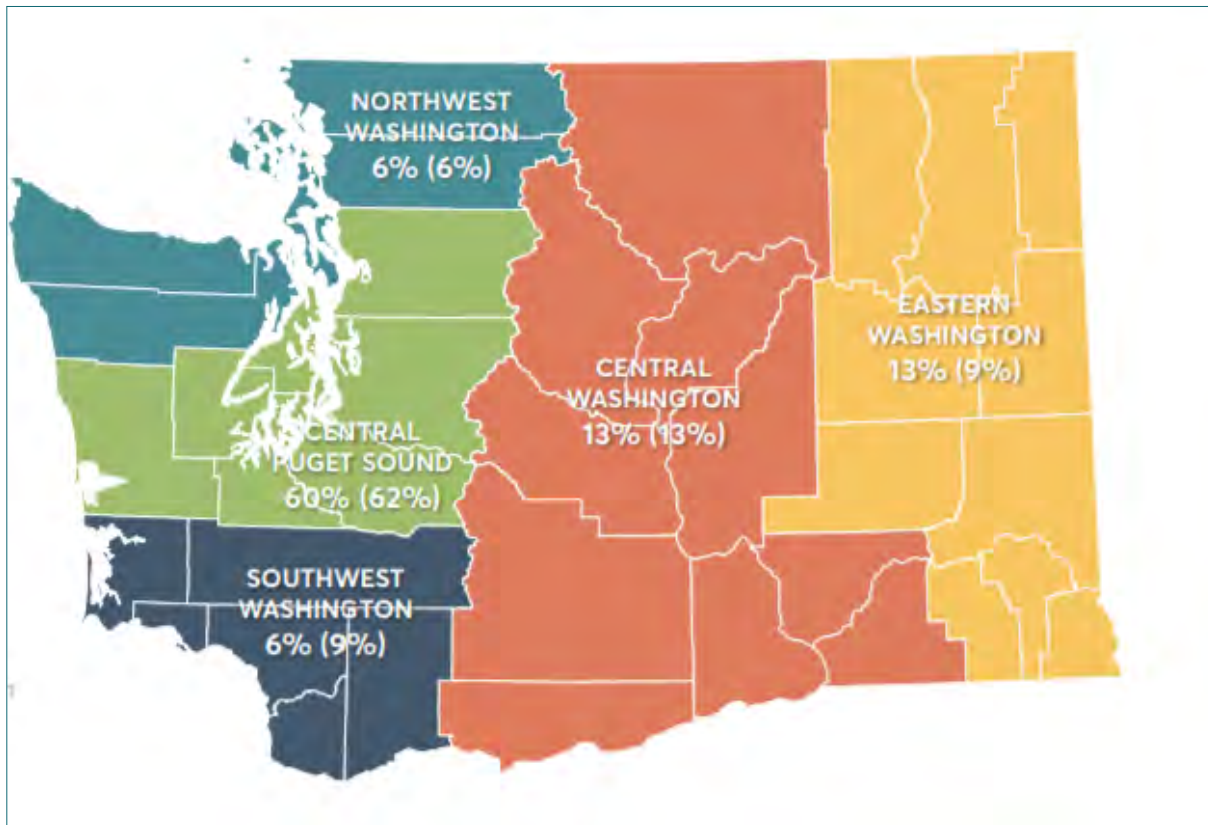 NORTHWEST
WASHINGTON
6% (6%)
EASTERN
WASHINGTON
13% (9%)
CENTRAL
WASHINGTON
13% (13%)
CENTRAL
PUGET SOUND
60% (62%)
SOUTHWEST
WASHINGTON
6% (9%)